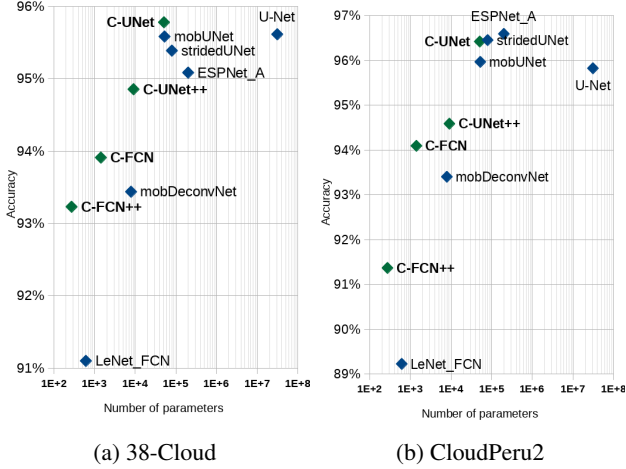 96%
95%
94%
93%
92%
91%
Accuracy
C-UNet
U-Net
mobUNet
stridedUNet
ESPNet_A
C-UNet++
C-FCN
mobDeconvNet
C-FCN++
LeNet_FCN
1E+2 1E+3 1E+4 1E+5 1E+6 1E+7 1E+8
Number of parameters
(a) 38-Cloud
97%
96%
95%
94%
93%
92%
91%
90%
89%
Accuracy
ESPNet_A
C-UNet
stridedUNet
mobUNet
U-Net
C-UNet++
C-FCN
mobDeconvNet
C-FCN++
LeNet_FCN
1E+2 1E+3 1E+4 1E+5 1E+6 1E+7 1E+8
Number of parameters
(b) CloudPeru2